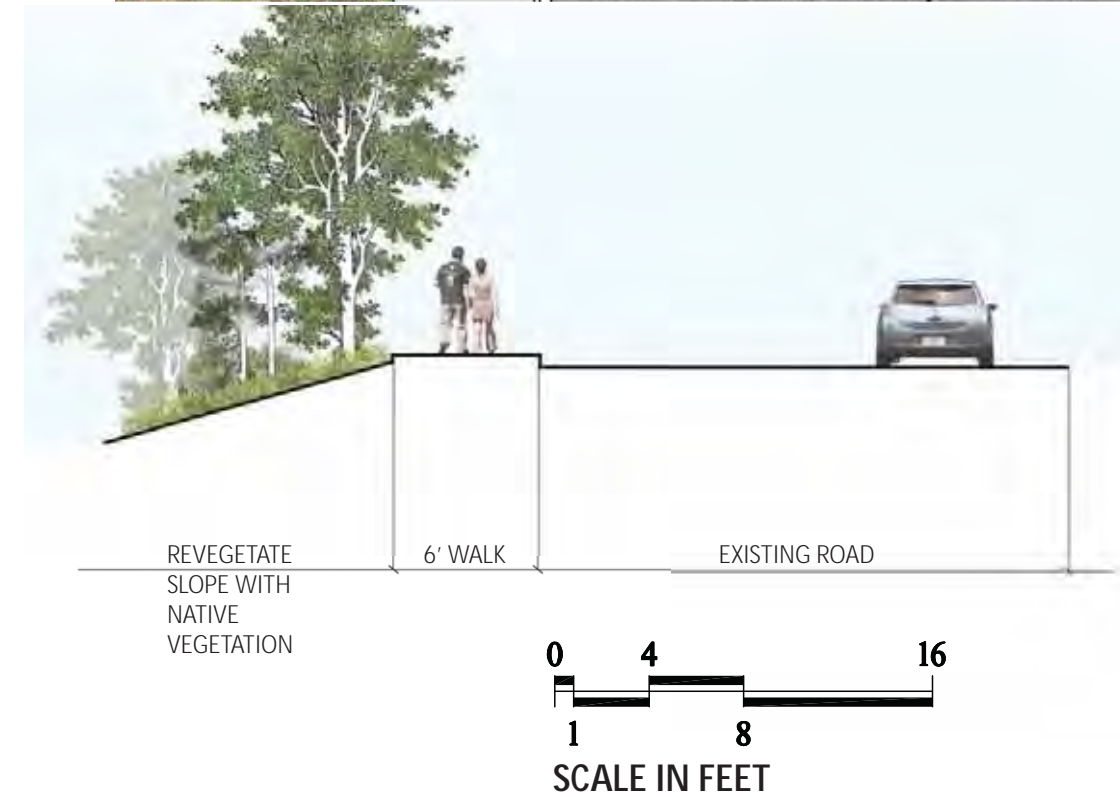 REVEGETATE
SLOPE WITH
NATIVE
VEGETATION
6' WALK
EXISTING ROAD
0 4 16
1 8
SCALE IN FEET